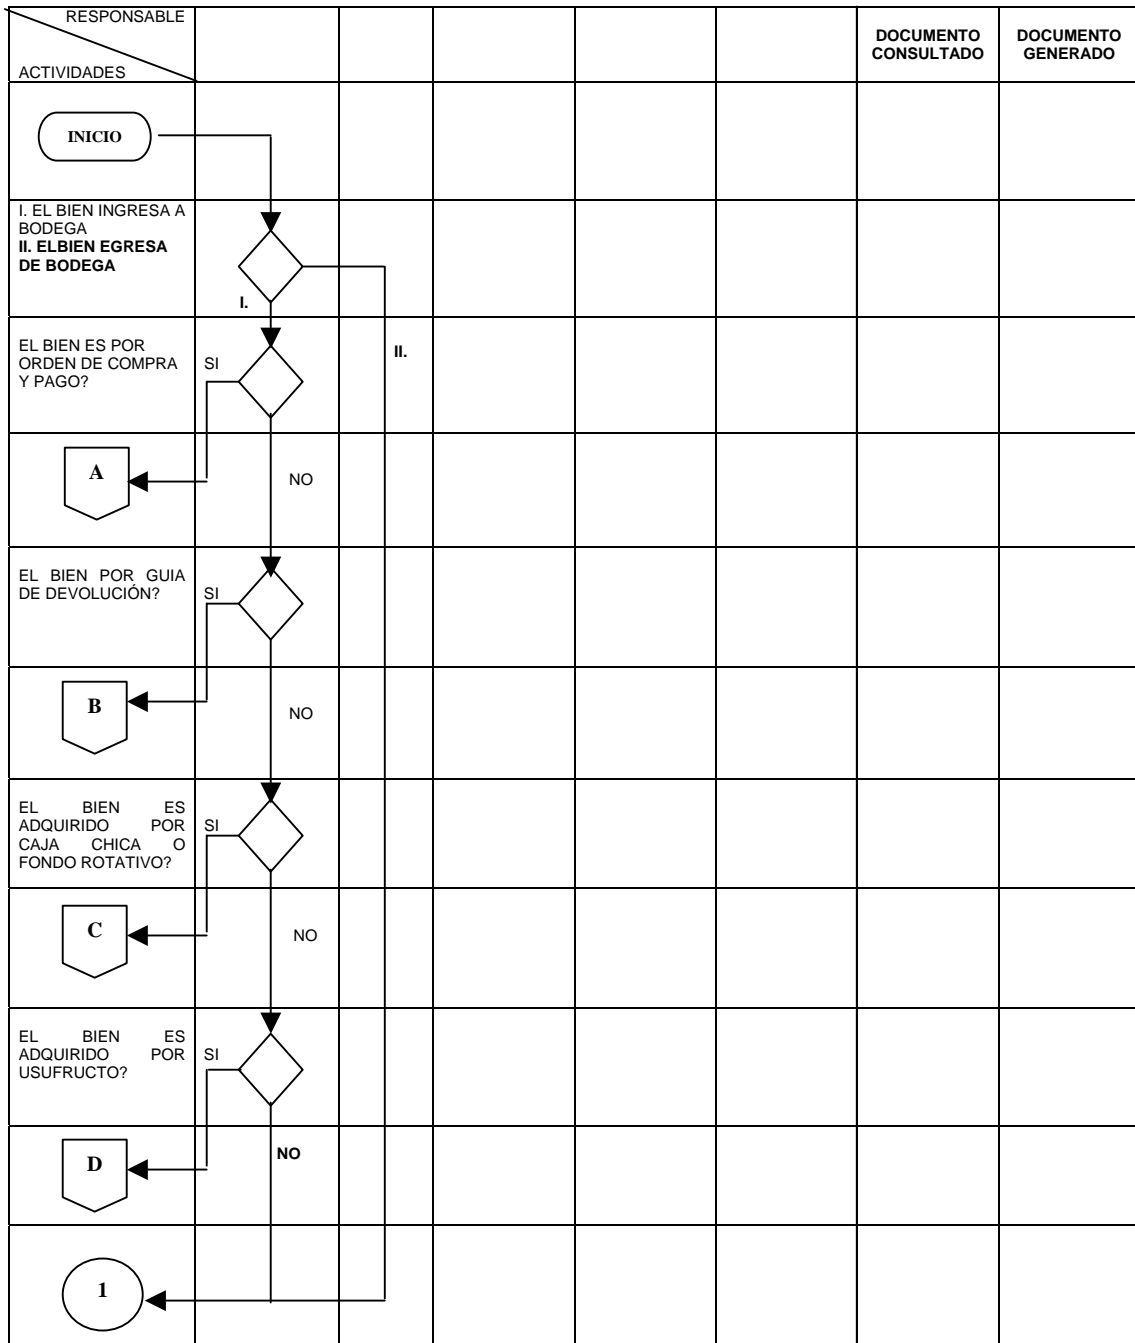 RESPONSABLE
ACTIVIDADES
DOCUMENTO
CONSULTADO
DOCUMENTO
GENERADO
INICIO
I. EL BIEN INGRESA A
BODEGA
II. ELBIEN EGRESA
DE BODEGA
I.
EL BIEN ES POR
ORDEN DE COMPRA
Y PAGO?
SI
II.
A
NO
EL BIEN POR GUIA
DE DEVOLUCIÓN?
SI
B
NO
EL BIEN ES
ADQUIRIDO POR
CAJA CHICA O
FONDO ROTATIVO?
SI
C
NO
EL BIEN ES
ADQUIRIDO POR
USUFRUCTO?
SI
D
NO
1